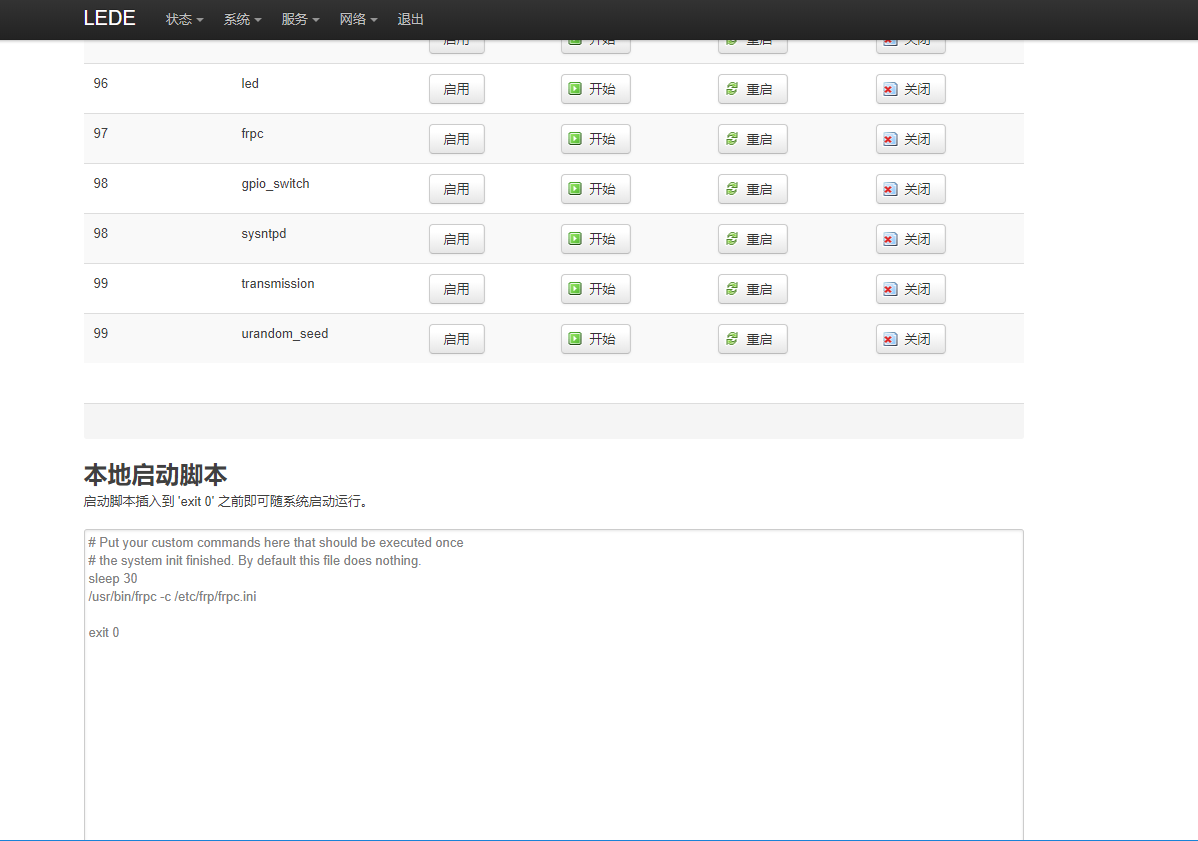 LEDE 状态 系统 服务 网络 退出
启用 开始 重启 关闭
96 led 启用 开始 重启 关闭
97 frpc 启用 开始 重启 关闭
98 gpio_switch 启用 开始 重启 关闭
98 sysntpd 启用 开始 重启 关闭
99 transmission 启用 开始 重启 关闭
99 urandom_seed 启用 开始 重启 关闭
本地启动脚本
启动脚本插入到 'exit 0' 之前即可随系统启动运行。
# Put your custom commands here that should be executed once
# the system init finished. By default this file does nothing.
sleep 30
/usr/bin/frpc -c /etc/frp/frpc.ini
exit 0